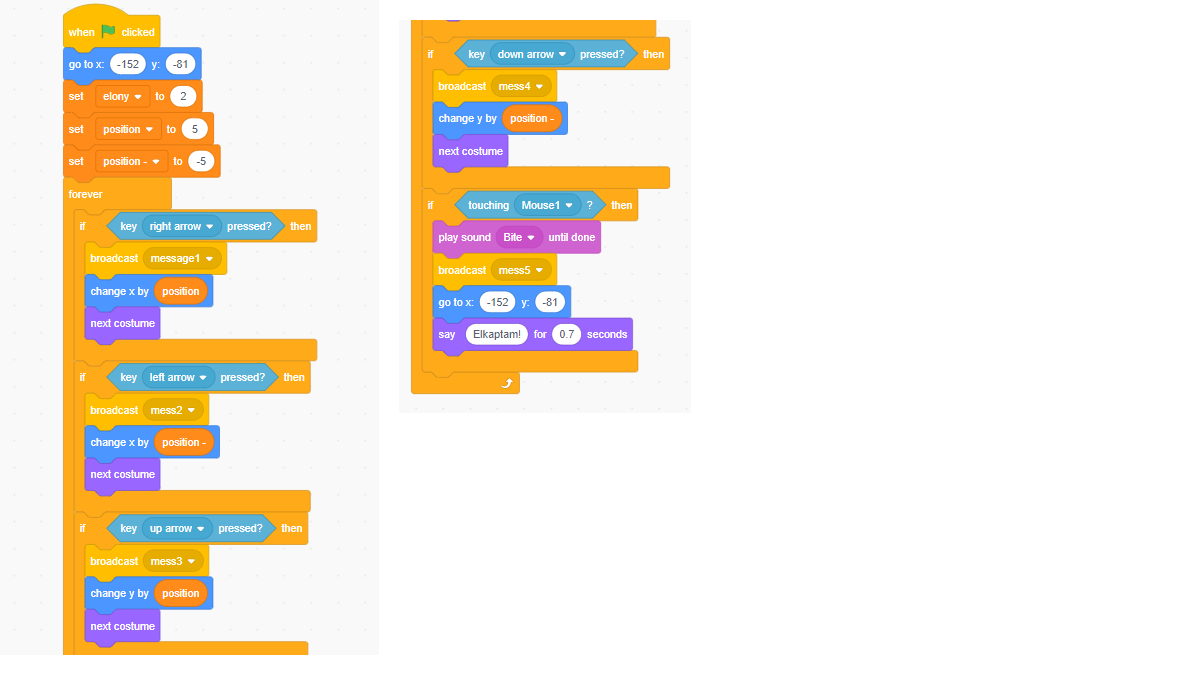 when clicked
go to x: -152 y: -81
set elony to 2
set position to 5
set position - to -5
forever
if key right arrow pressed? then
broadcast message1
change x by position
next costume
if key left arrow pressed? then
broadcast mess2
change x by position -
next costume
if key up arrow pressed? then
broadcast mess3
change y by position
next costume
if key down arrow pressed? then
broadcast mess4
change y by position -
next costume
if touching Mouse1 ? then
play sound Bite until done
broadcast mess5
go to x: -152 y: -81
say Elkaptam! for 0.7 seconds